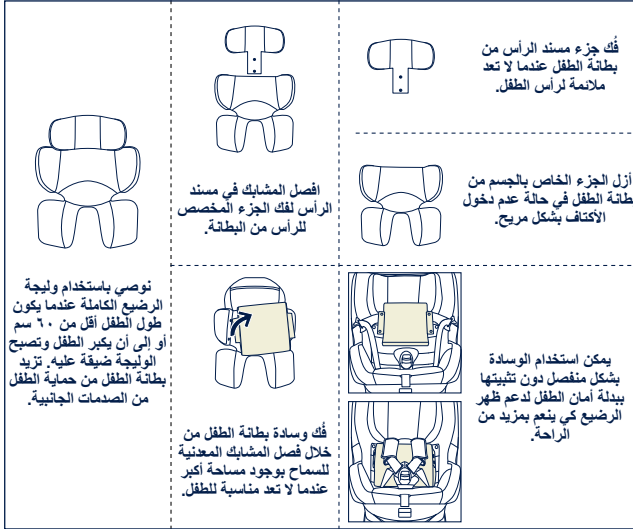 فُك جزء مسند الرأس من
بطانة الطفل عندما لا تعد
ملائمة لرأس الطفل.
أزل الجزء الخاص بالجسم من
بطانة الطفل في حالة عدم دخول
الأكتاف بشكل مريح.
افصل المشابك في مسند
الرأس لفك الجزء المخصص
للرأس من البطانة.
نوصي باستخدام وليجة
الرضيع الكاملة عندما يكون
طول الطفل أقل من ٦٠ سم
أو إلى أن يكبر الطفل وتصبح
الوليجة ضيقة عليه. تزيد
بطانة الطفل من حماية الطفل
من الصدمات الجانبية.
يمكن استخدام الوسادة
بشكل منفصل دون تثبيتها
ببدلة أمان الطفل لدعم ظهر
الرضيع كي ينعم بمزيد من
الراحة.
فُك وسادة بطانة الطفل من
خلال فصل المشابك المعدنية
للسماح بوجود مساحة أكبر
عندما لا تعد مناسبة للطفل.